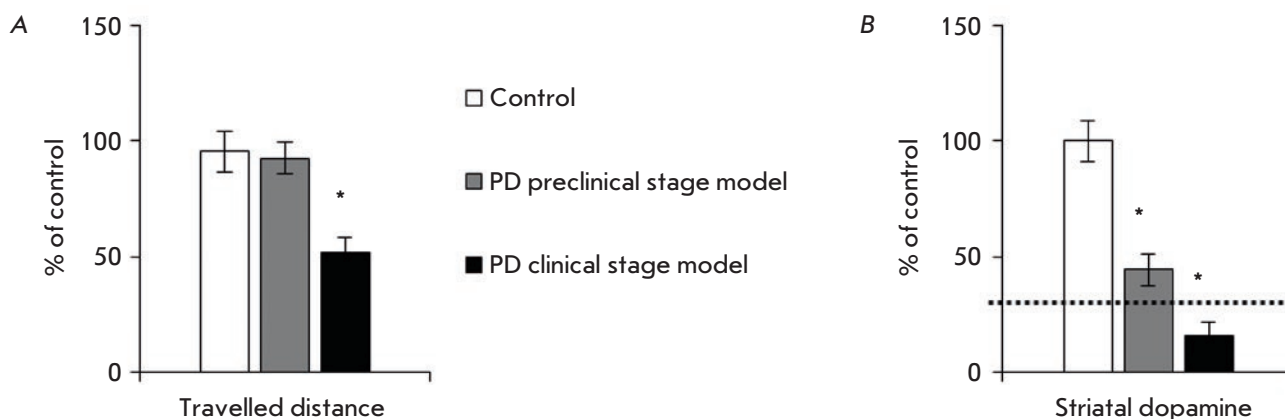 A
150
100
50
0
% of control
*
Travelled distance
Control
PD preclinical stage model
PD clinical stage model
B
150
100
50
0
% of control
*
*
Striatal dopamine